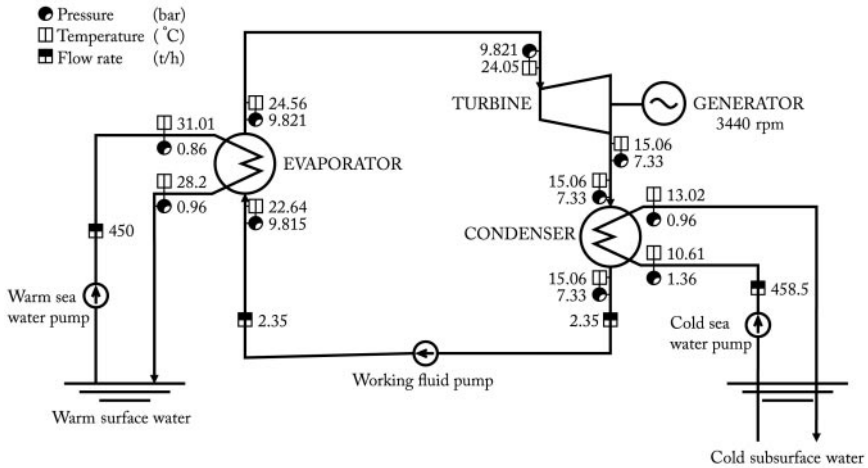 Pressure (bar)
Temperature (°C)
Flow rate (t/h)
9.821
24.05
TURBINE
GENERATOR
3440 rpm
24.56
9.821
31.01
0.86
EVAPORATOR
28.2
0.96
22.64
9.815
15.06
7.33
15.06
7.33
13.02
0.96
CONDENSER
10.61
1.36
15.06
7.33
450
458.5
Warm sea
water pump
2.35
2.35
Cold sea
water pump
Working fluid pump
Warm surface water
Cold subsurface water